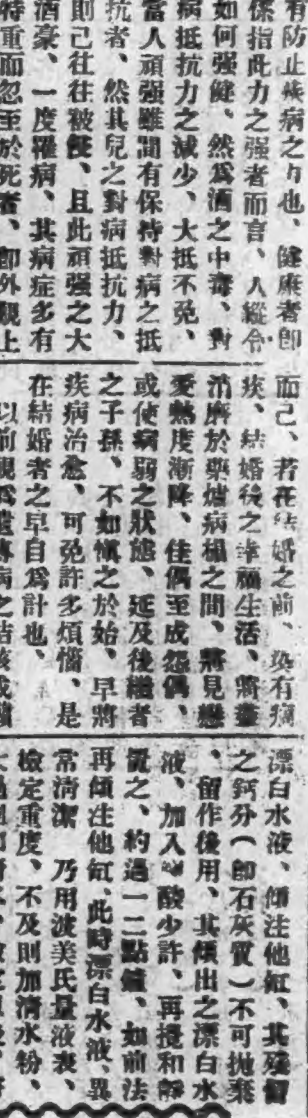 有防止疾病之力也、健康者卽
係指此力之强者而言、人縱令
如何强健、然爲酒之中毒、對
病抵抗力之減少、大抵不免、
當人頑强雖間有保持對病之抵
抗者、然其兒之對病抵抗力、
則已往往被侵、且此頑强之大
酒豪、一度罹病、其病症多有
特重而忽至於死者、卽外觀上
而已、若在結婚之前、染有
疾、結婚後之幸福生活、將盡
消磨於藥爐病榻之間、將見戀
愛熱度漸降、佳偶至成怨偶、
或使病弱之狀態、延及後繼者
之子孫、不如愼之於始、早將
疾病治愈、可免許多煩惱、是
在結婚者之早自爲計也、
以前視爲遺傳病之結核或
漂白水液、傾注他缸、其殘留
之鈣分（卽石灰質）不可抛棄
、留作後用、其傾出之漂白水
液、加入 酸少許、再攪和靜
置之、約過一二點鐘、如前法
再傾注他缸、此時漂白水液、異
常淸潔 乃用波美氏量液表、
檢定重度、不及則加淸水粉、